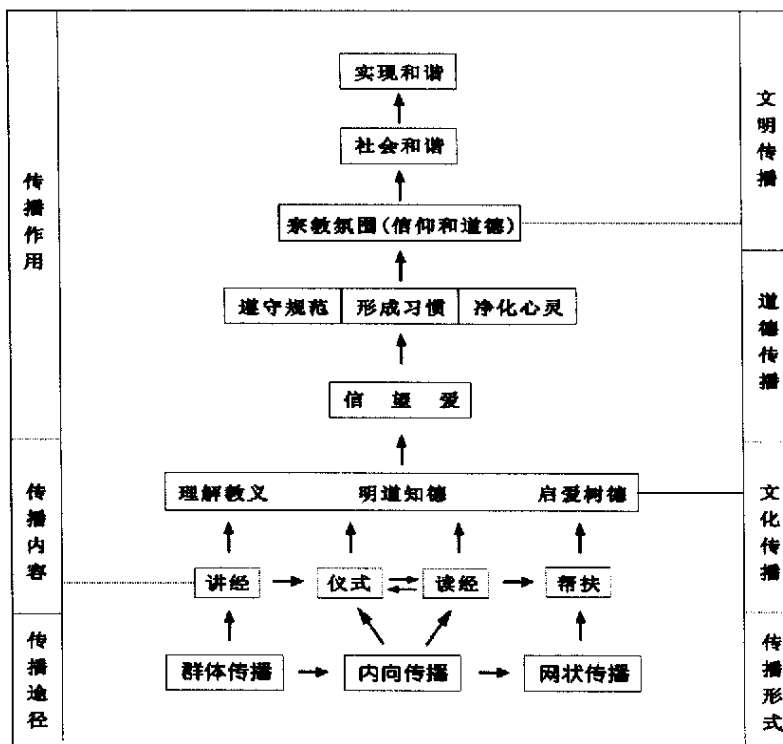 实现和谐
社会和谐
宗教氛围(信仰和道德)
遵守规范 形成习惯 净化心灵
信 望 爱
理解教义 明道知德 启爱树德
讲经 仪式 读经 帮扶
群体传播 内向传播 网状传播
传播作用
传播内容
传播途径
文明传播
道德传播
文化传播
传播形式